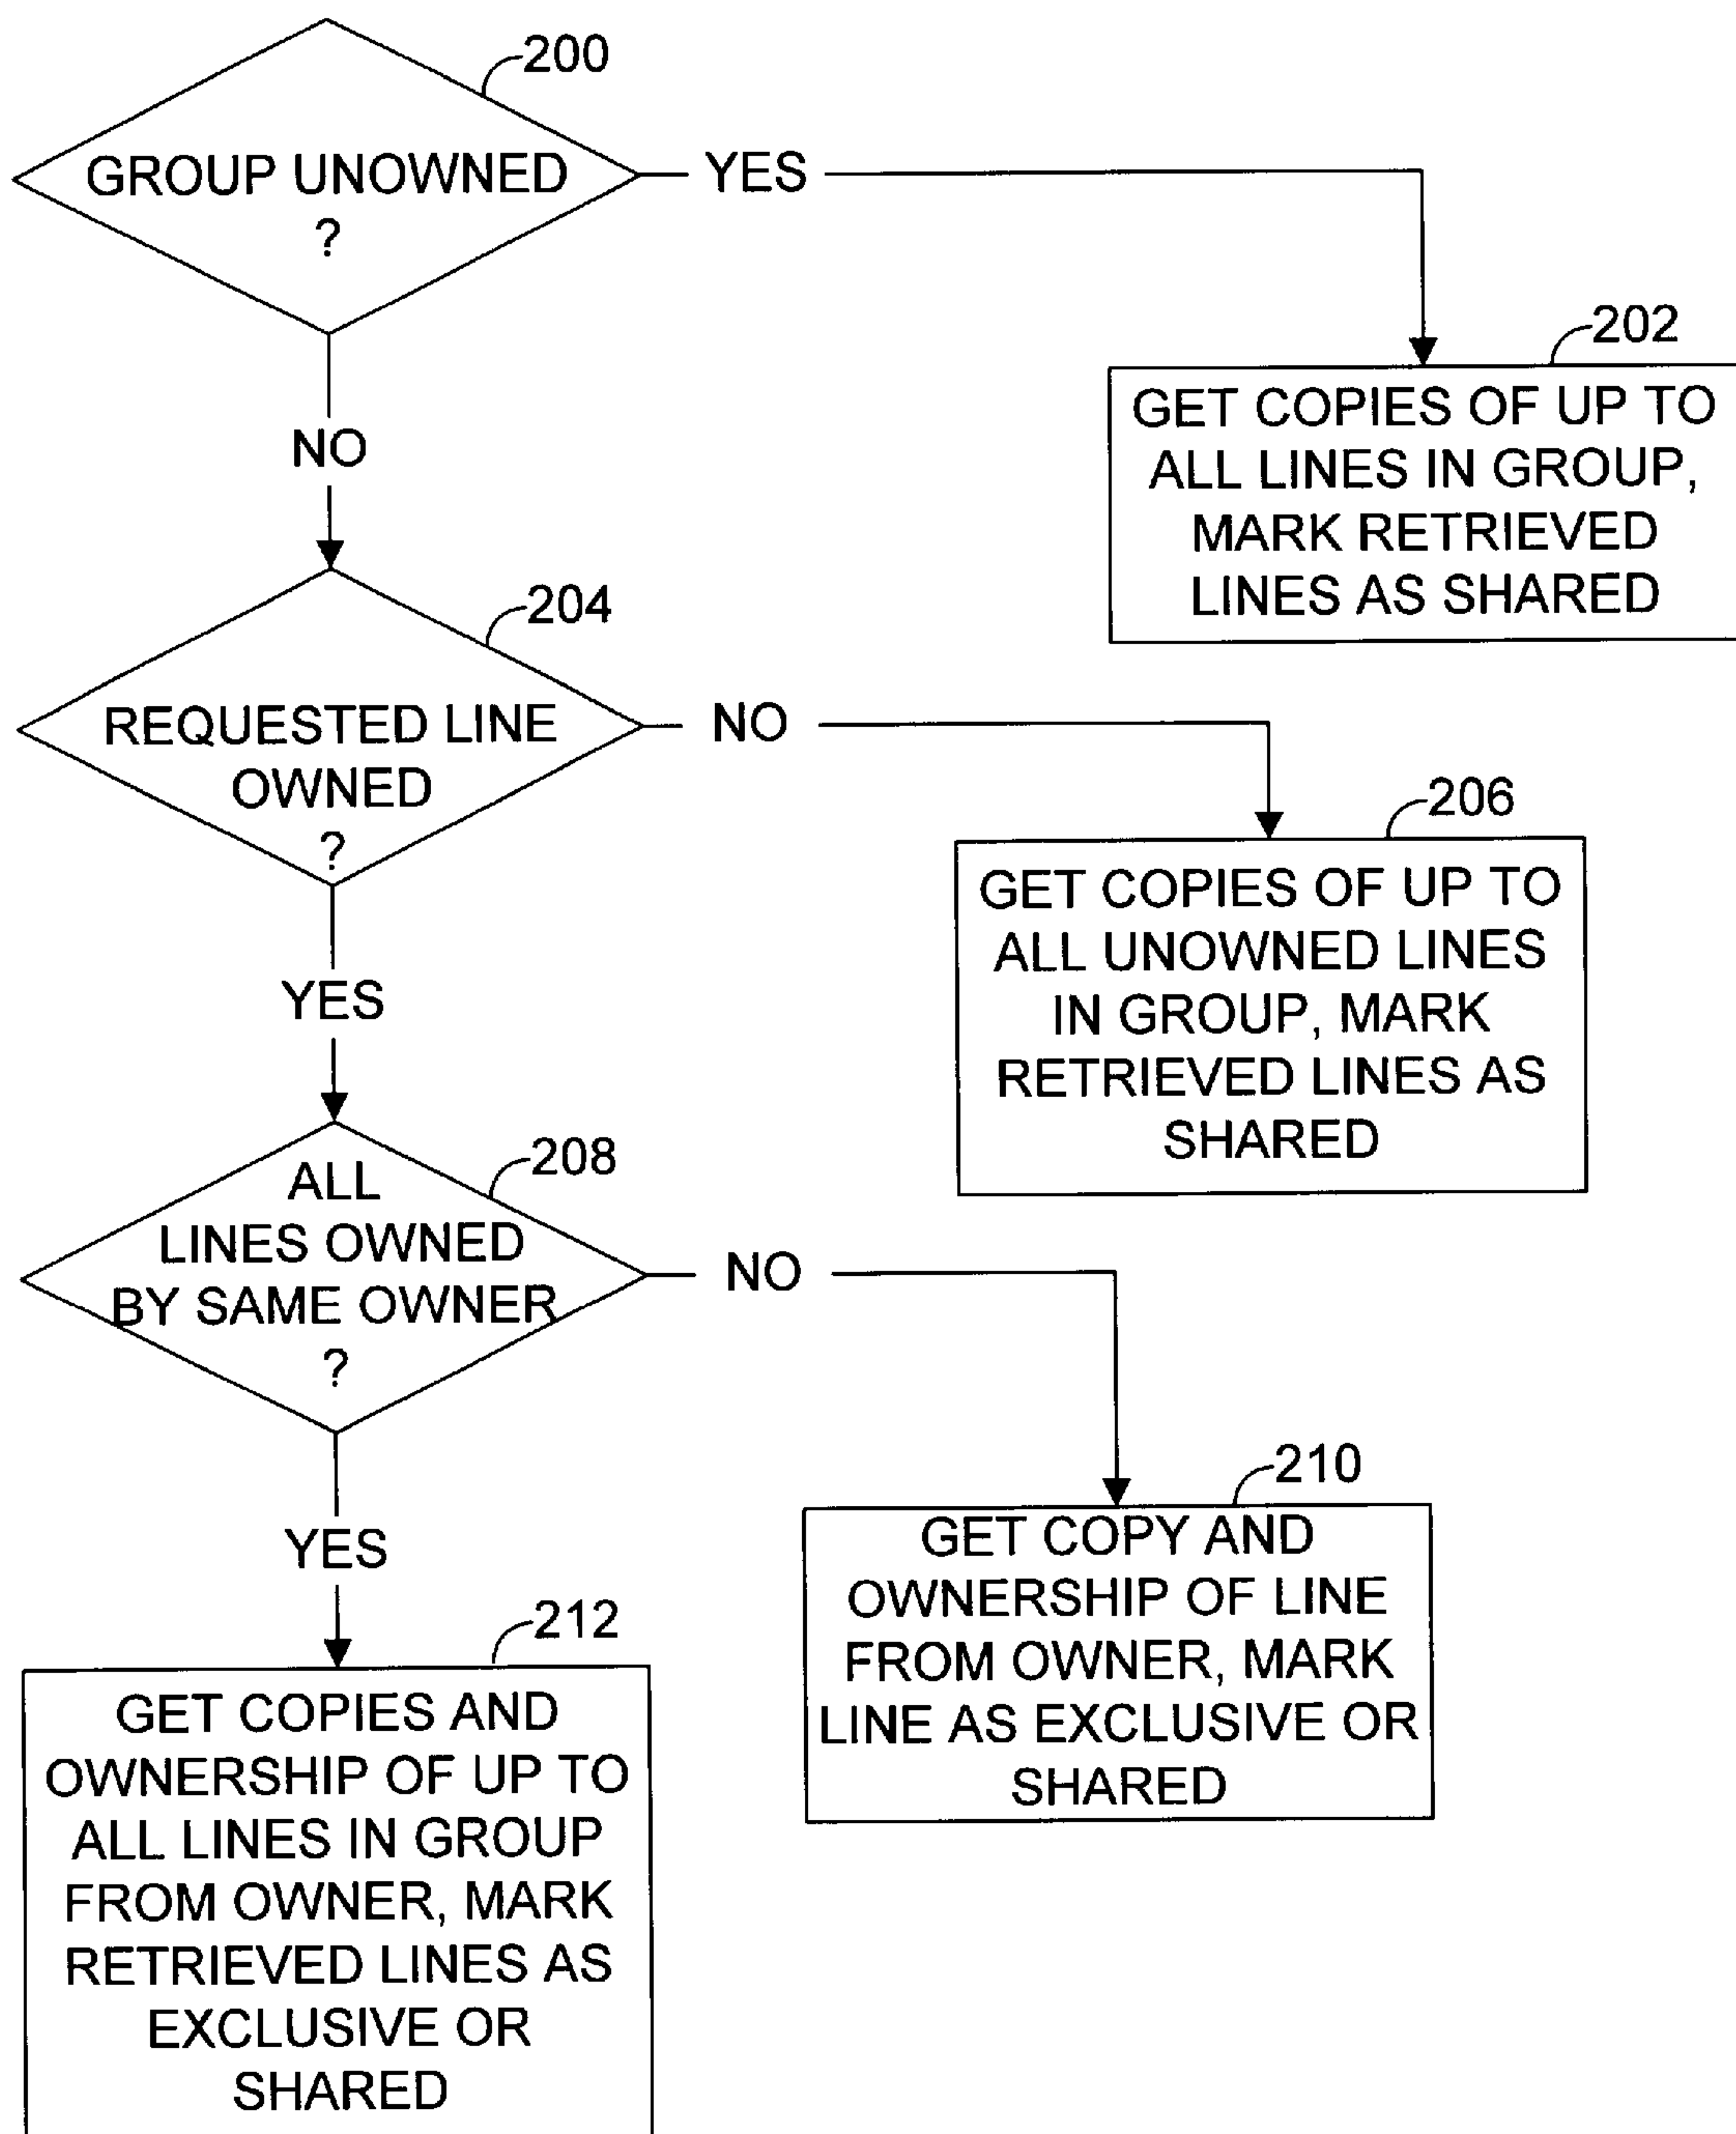 200
GROUP UNOWNED
?
YES
NO
202
GET COPIES OF UP TO
ALL LINES IN GROUP,
MARK RETRIEVED
LINES AS SHARED
204
REQUESTED LINE
OWNED
?
NO
YES
206
GET COPIES OF UP TO
ALL UNOWNED LINES
IN GROUP, MARK
RETRIEVED LINES AS
SHARED
208
ALL
LINES OWNED
BY SAME OWNER
?
NO
YES
210
GET COPY AND
OWNERSHIP OF LINE
FROM OWNER, MARK
LINE AS EXCLUSIVE OR
SHARED
212
GET COPIES AND
OWNERSHIP OF UP TO
ALL LINES IN GROUP
FROM OWNER, MARK
RETRIEVED LINES AS
EXCLUSIVE OR
SHARED